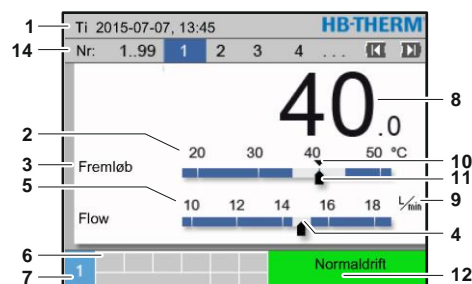 1 Ti 2015-07-07, 13:45 HB-THERM
14 Nr: 1..99 1 2 3 4 ...
40.0 8
2 20 30 40 50 °C 10
3 Fremløb 11
5 10 12 14 16 18 L/min 9
Flow 4
6
7 1 Normaldrift 12